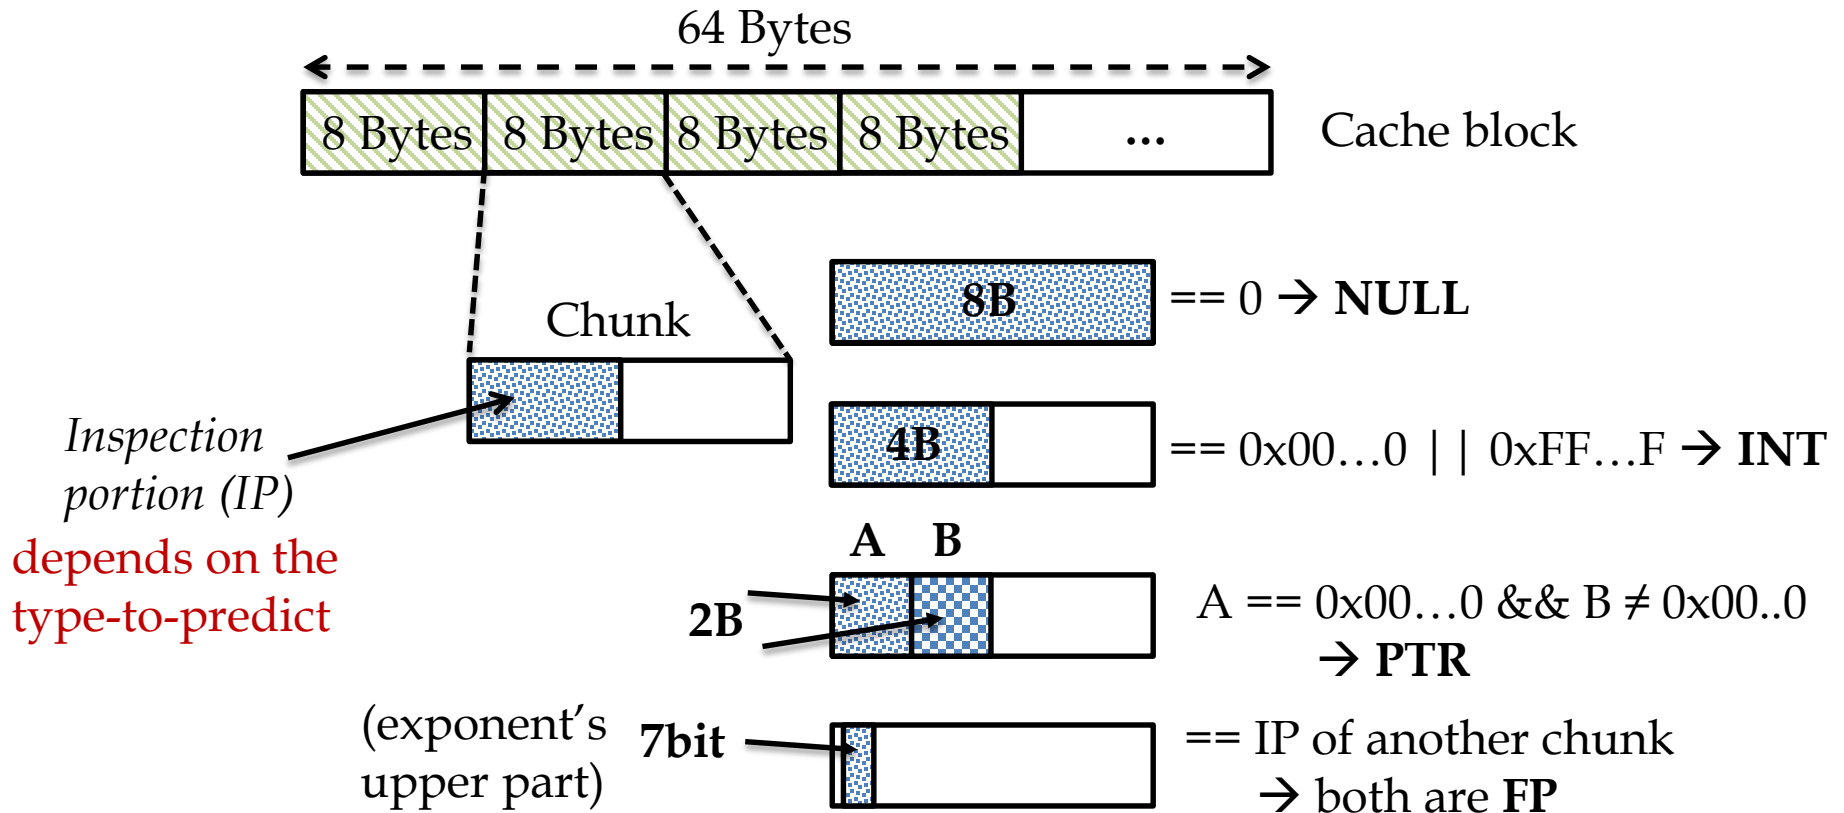 64 Bytes
8 Bytes 8 Bytes 8 Bytes 8 Bytes ... Cache block
Chunk
8B == 0 → NULL
Inspection
portion (IP)
depends on the
type-to-predict
4B == 0x00…0 || 0xFF…F → INT
A B
2B
A == 0x00…0 && B ≠ 0x00..0
→ PTR
(exponent’s
upper part)
7bit
== IP of another chunk
→ both are FP